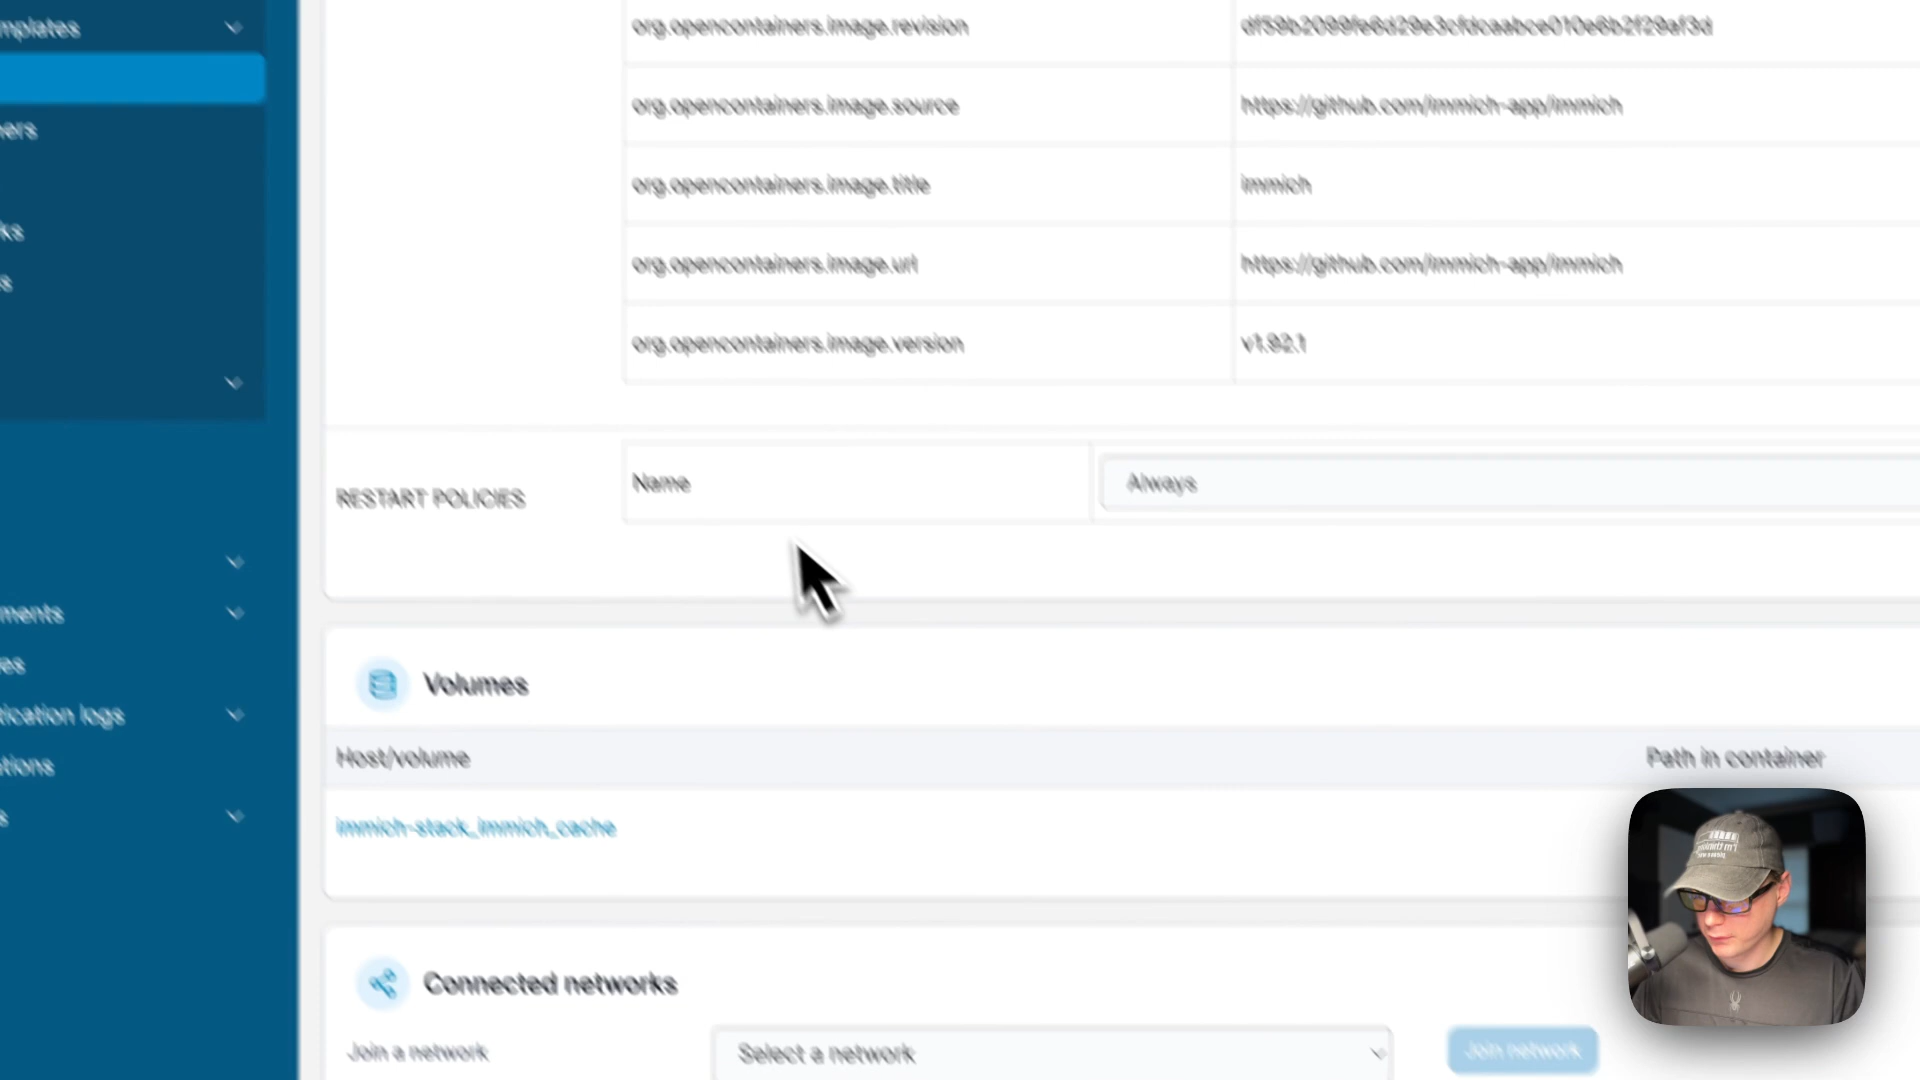 mplates
org.opencontainers.image.revision
org.opencontainers.image.source https://github.com/immich-app/immich
ners
org.opencontainers.image.title immich
ks
org.opencontainers.image.url https://github.com/immich-app/immich
s
org.opencontainers.image.version v1.92.1
RESTART POLICIES Name Always
ments
es
Volumes
tication logs
Host/volume Path in container
tions
s
immich-stack_immich_cache
Connected networks
Join a network Select a network Join network